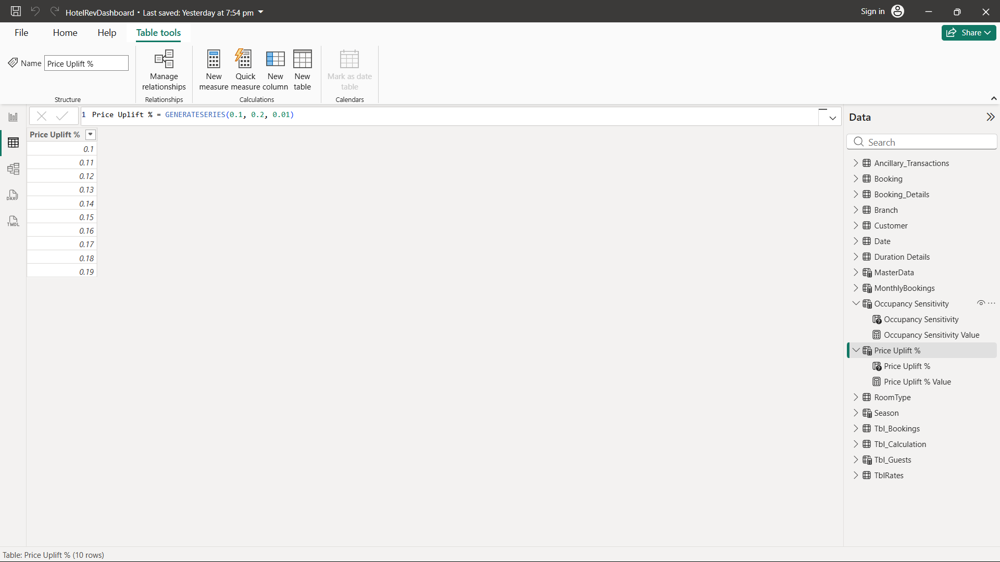 HotelRevDashboard • Last saved: Yesterday at 7:54 pm
Sign in
File
Home
Help
Table tools
Share
Name
Price Uplift %
Manage relationships
New measure
Quick measure
New column
New table
Mark as date table
Structure
Relationships
Calculations
Calendars
1 Price Uplift % = GENERATESERIES(0.1, 0.2, 0.01)
DAX
TMDL
Price Uplift %
0.1
0.11
0.12
0.13
0.14
0.15
0.16
0.17
0.18
0.19
Data
Search
Ancillary_Transactions
Booking
Booking_Details
Branch
Customer
Date
Duration Details
MasterData
MonthlyBookings
Occupancy Sensitivity
Occupancy Sensitivity
Occupancy Sensitivity Value
Price Uplift %
Price Uplift %
Price Uplift % Value
RoomType
Season
Tbl_Bookings
Tbl_Calculation
Tbl_Guests
TblRates
Table: Price Uplift % (10 rows)